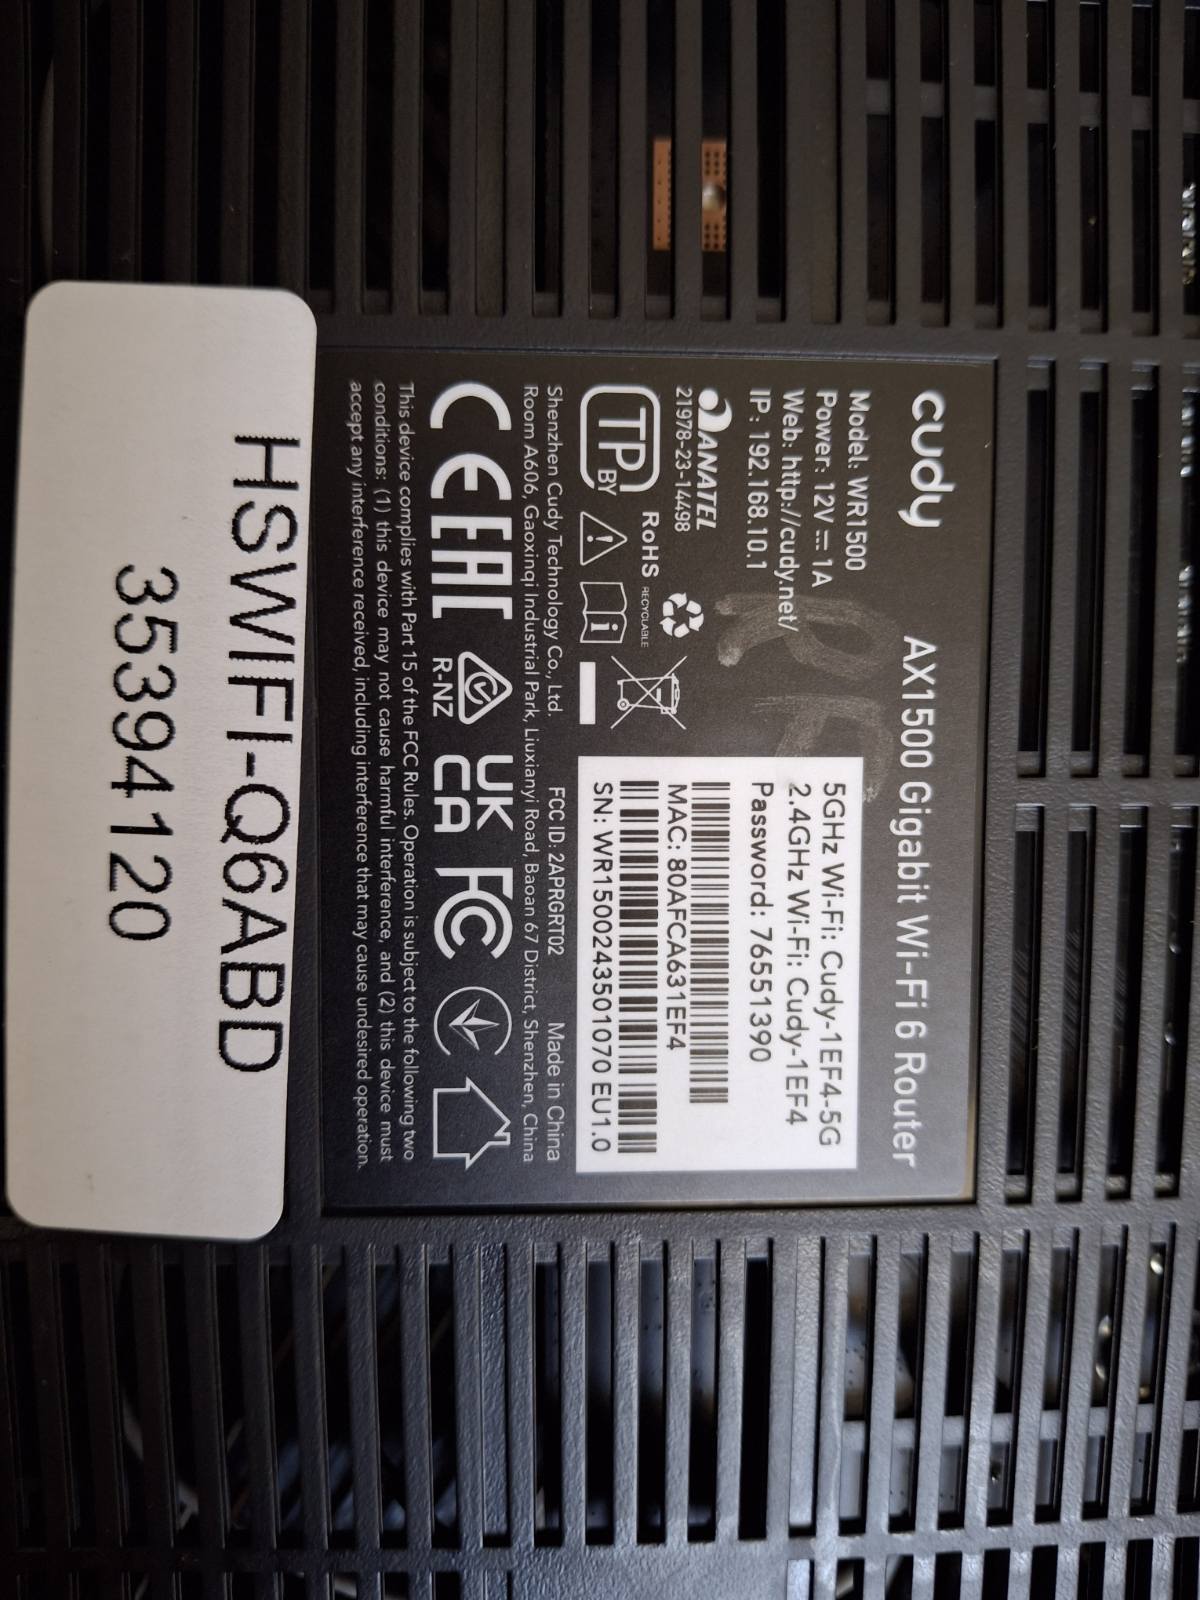 cudy
AX1500 Gigabit Wi-Fi 6 Router
Model: WR1500
Power: 12V ⎓ 1A
Web: http://cudy.net/
IP: 192.168.10.1
5GHz Wi-Fi: Cudy-1EF4-5G
2.4GHz Wi-Fi: Cudy-1EF4
Password: 76551390
MAC: 80AFCA631EF4
SN: WR1500243501070 EU1.0
ANATEL
21978-23-14498
RoHS
RECYCLABLE
TP
BY
Shenzhen Cudy Technology Co., Ltd.
FCC ID: 2APRGRT02
Made in China
Room A606, Gaoxinqi Industrial Park, Liuxianyi Road, Baoan 67 District, Shenzhen, China
CE
EAC
R-NZ
UK
CA
FC
This device complies with Part 15 of the FCC Rules. Operation is subject to the following two
conditions: (1) this device may not cause harmful interference, and (2) this device must
accept any interference received, including interference that may cause undesired operation.
HSWIFI-Q6ABD
35394120